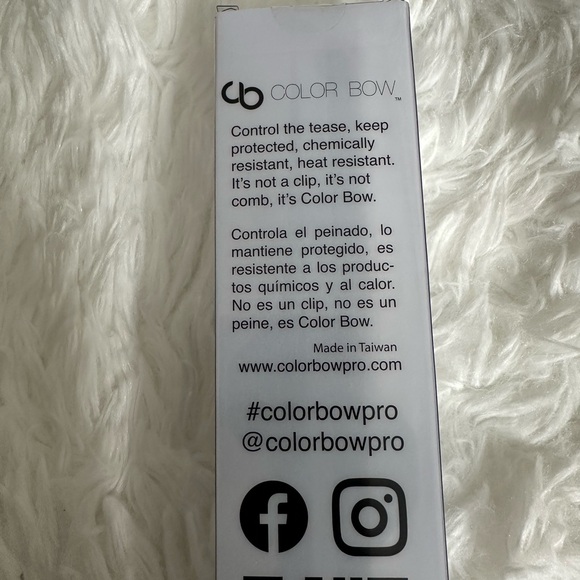 cb COLOR BOW™
Control the tease, keep
protected, chemically
resistant, heat resistant.
It's not a clip, it's not
comb, it's Color Bow.
Controla el peinado, lo
mantiene protegido, es
resistente a los produc-
tos químicos y al calor.
No es un clip, no es un
peine, es Color Bow.
Made in Taiwan
www.colorbowpro.com
#colorbowpro
@colorbowpro